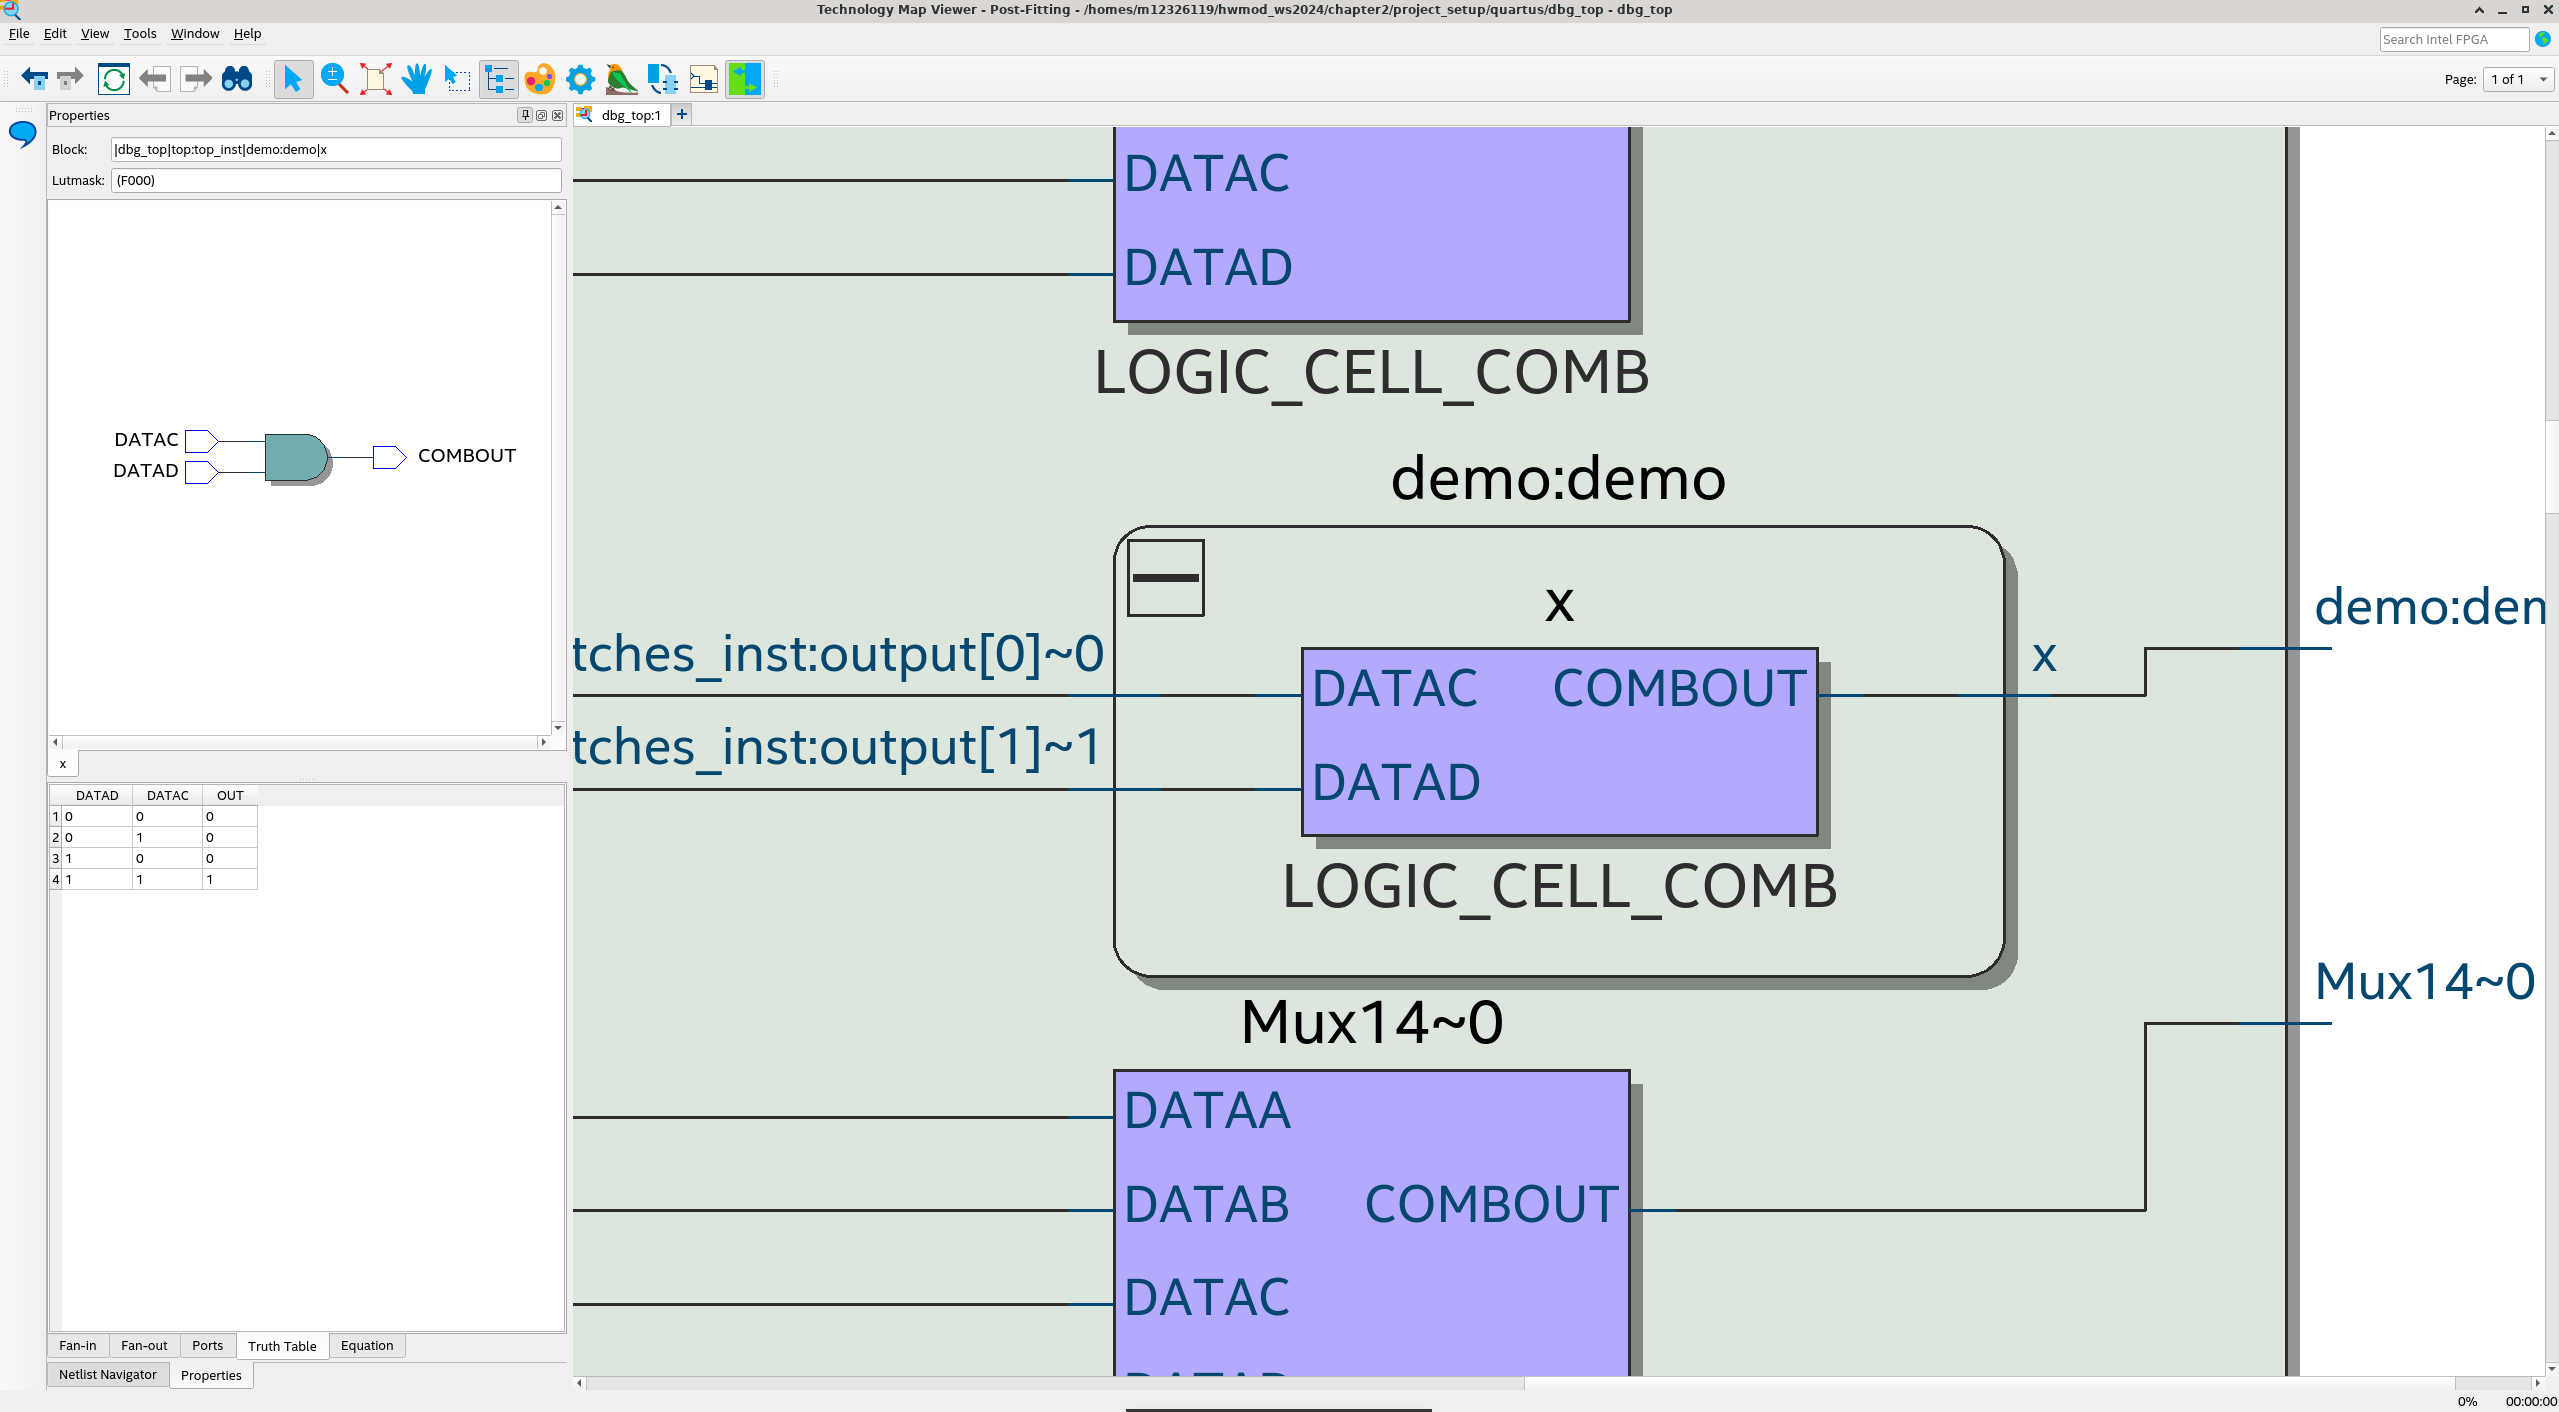 Technology Map Viewer - Post-Fitting - /homes/m12326119/hwmod_ws2024/chapter2/project_setup/quartus/dbg_top - dbg_top
File Edit View Tools Window Help
Search Intel FPGA
Page: 1 of 1
Properties
dbg_top:1
Block: |dbg_top|top:top_inst|demo:demo|x
Lutmask: (F000)
DATAC
DATAD
COMBOUT
x
DATAD DATAC OUT
1 0 0 0
2 0 1 0
3 1 0 0
4 1 1 1
Fan-in Fan-out Ports Truth Table Equation
Netlist Navigator Properties
DATAC
DATAD
LOGIC_CELL_COMB
demo:demo
x
demo:dem
tches_inst:output[0]~0
x
DATAC COMBOUT
tches_inst:output[1]~1
DATAD
LOGIC_CELL_COMB
Mux14~0
Mux14~0
DATAA
DATAB COMBOUT
DATAC
0% 00:00:00